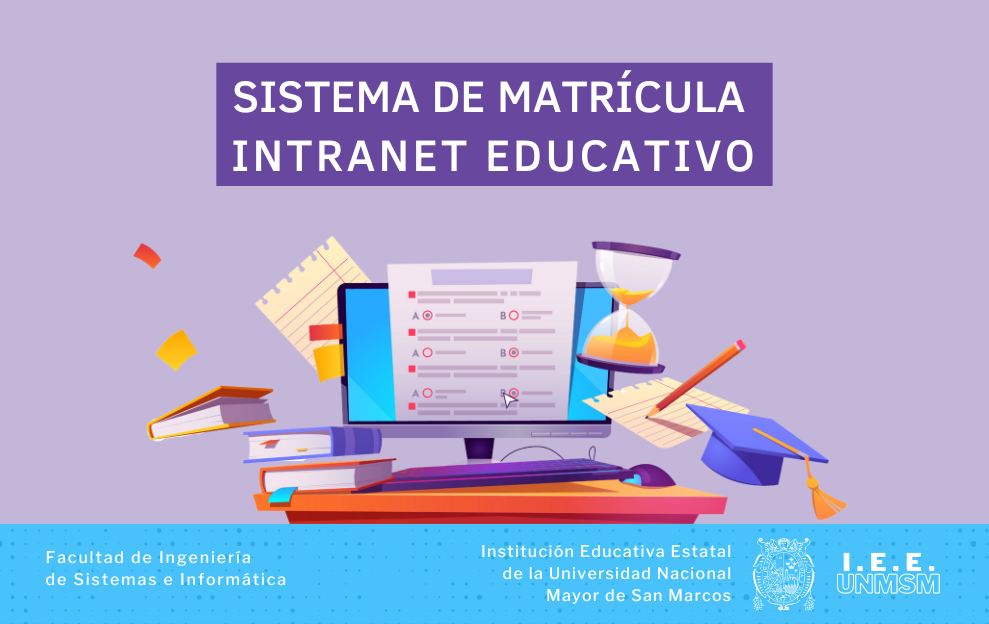 SISTEMA DE MATRÍCULA
INTRANET EDUCATIVO
A
B
A
B
A
B
Facultad de Ingeniería
de Sistemas e Informática
Institución Educativa Estatal
de la Universidad Nacional
Mayor de San Marcos
I.E.E.
UNMSM